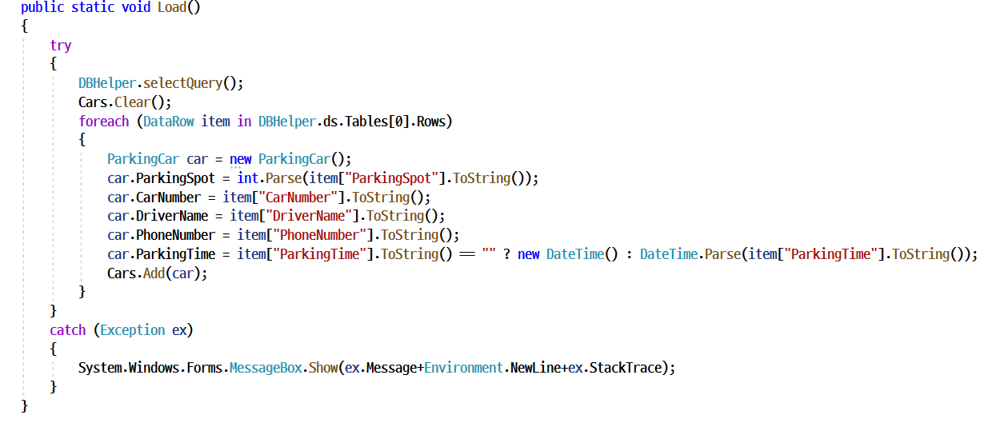 public static void Load()
{
try
{
DBHelper.selectQuery();
Cars.Clear();
foreach (DataRow item in DBHelper.ds.Tables[0].Rows)
{
ParkingCar car = new ParkingCar();
car.ParkingSpot = int.Parse(item["ParkingSpot"].ToString());
car.CarNumber = item["CarNumber"].ToString();
car.DriverName = item["DriverName"].ToString();
car.PhoneNumber = item["PhoneNumber"].ToString();
car.ParkingTime = item["ParkingTime"].ToString() == "" ? new DateTime() : DateTime.Parse(item["ParkingTime"].ToString());
Cars.Add(car);
}
}
catch (Exception ex)
{
System.Windows.Forms.MessageBox.Show(ex.Message+Environment.NewLine+ex.StackTrace);
}
}